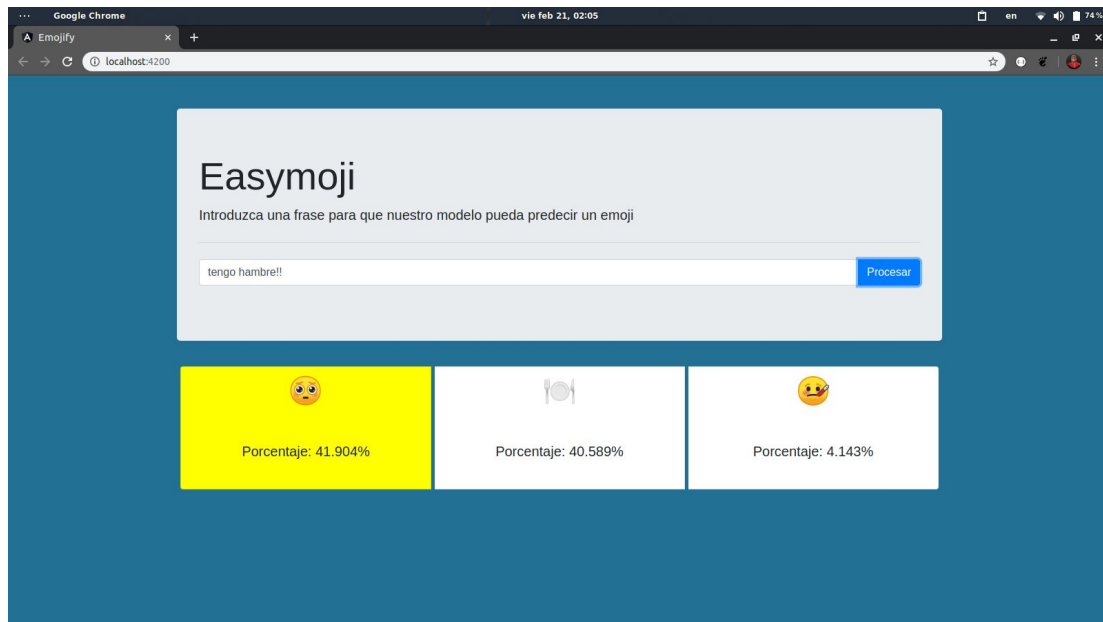 Google Chrome
vie feb 21, 02:05
en
74%
Emojify
localhost:4200
Easymoji
Introduzca una frase para que nuestro modelo pueda predecir un emoji
tengo hambre!!
Procesar
Porcentaje: 41.904%
Porcentaje: 40.589%
Porcentaje: 4.143%